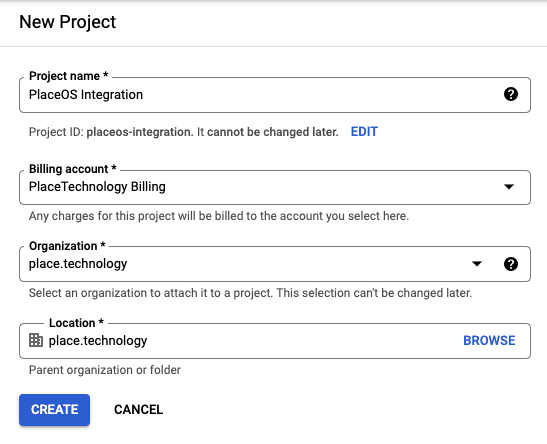 New Project
Project name *
PlaceOS Integration
Project ID: placeos-integration. It cannot be changed later. EDIT
Billing account *
PlaceTechnology Billing
Any charges for this project will be billed to the account you select here.
Organization *
place.technology
Select an organization to attach it to a project. This selection can't be changed later.
Location *
place.technology BROWSE
Parent organization or folder
CREATE CANCEL